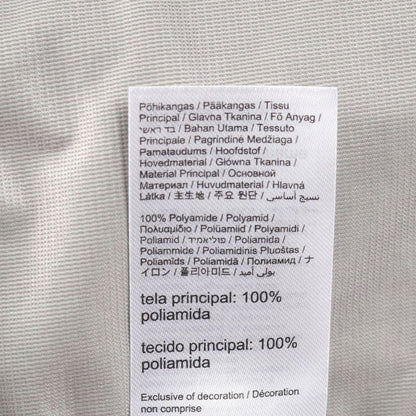 Põhikangas / Pääkangas / Tissu
Principal / Glavna Tkanina / Fő Anyag /
בד ראשי / Bahan Utama / Tessuto
Principale / Pagrindinė Medžiaga /
Pamataudums / Hoofdstof /
Hovedmaterial / Główna Tkanina /
Material Principal / Основной
Материал / Huvudmaterial / Hlavná
Látka / 主生地 / 주요 원단 / نسيج أساسي
100% Polyamide / Polyamid /
Πολυαμίδιο / Polüamiid / Polyamidi /
Poliamid / פוליאמיד / Poliamida /
Poliammide / Poliamidinis Pluoštas /
Poliamīds / Poliamidă / Полиамид / ナ
イロン / 폴리아미드 / بولي أميد
tela principal: 100%
poliamida
tecido principal: 100%
poliamida
Exclusive of decoration / Décoration
non comprise